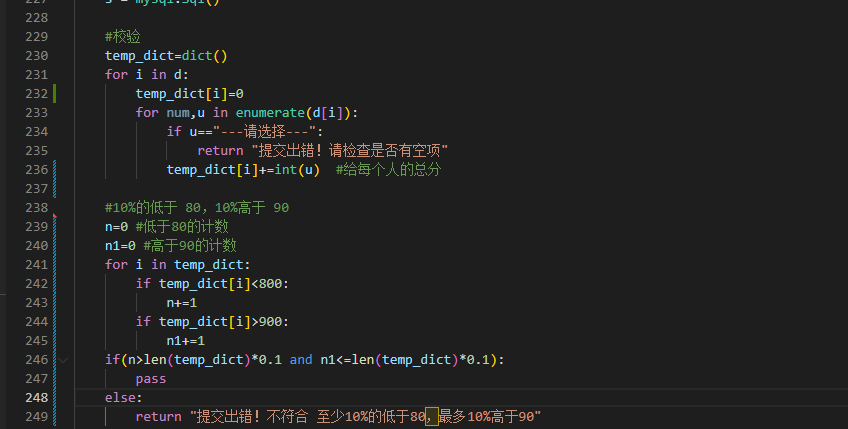 227 s = mysql.sql()
228
229 #校验
230 temp_dict=dict()
231 for i in d:
232 temp_dict[i]=0
233 for num,u in enumerate(d[i]):
234 if u=="---请选择---":
235 return "提交出错！请检查是否有空项"
236 temp_dict[i]+=int(u) #给每个人的总分
237
238 #10%的低于 80，10%高于 90
239 n=0 #低于80的计数
240 n1=0 #高于90的计数
241 for i in temp_dict:
242 if temp_dict[i]<800:
243 n+=1
244 if temp_dict[i]>900:
245 n1+=1
246 if(n>len(temp_dict)*0.1 and n1<=len(temp_dict)*0.1):
247 pass
248 else:
249 return "提交出错！不符合 至少10%的低于80，最多10%高于90"